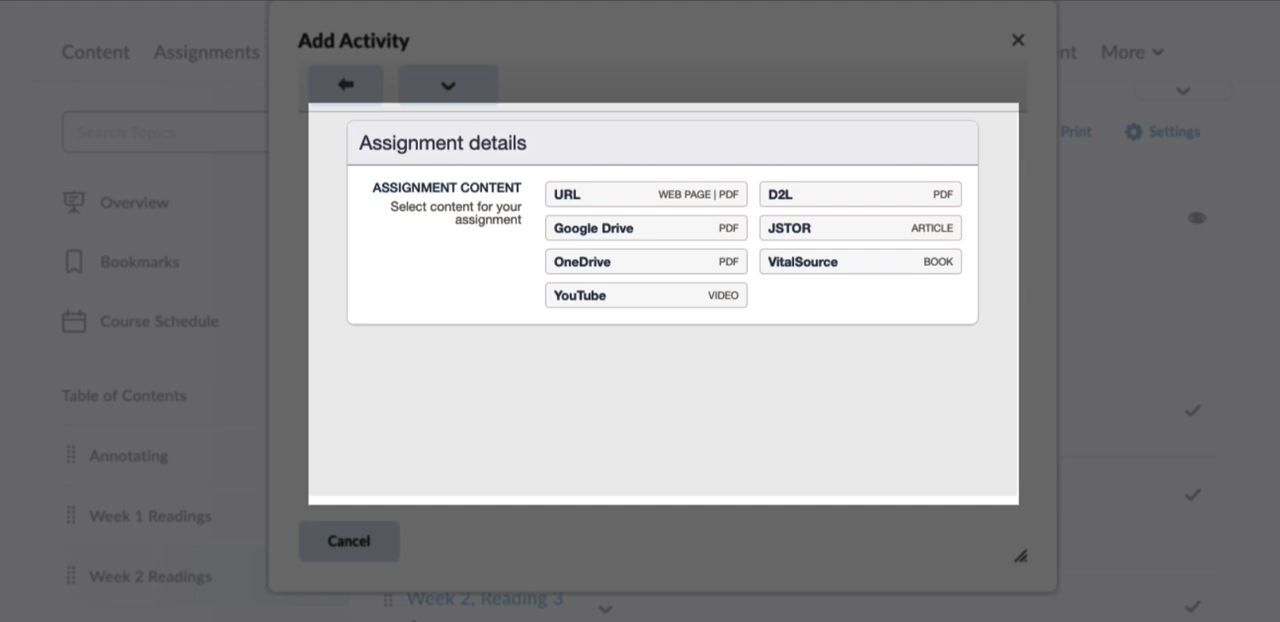 Add Activity
Content Assignments
nt More
Search Topics
Print Settings
Assignment details
ASSIGNMENT CONTENT
Select content for your
assignment
URL WEB PAGE | PDF
D2L PDF
Google Drive PDF
JSTOR ARTICLE
OneDrive PDF
VitalSource BOOK
YouTube VIDEO
Overview
Bookmarks
Course Schedule
Table of Contents
Annotating
Week 1 Readings
Week 2 Readings
Cancel
Week 2, Reading 3